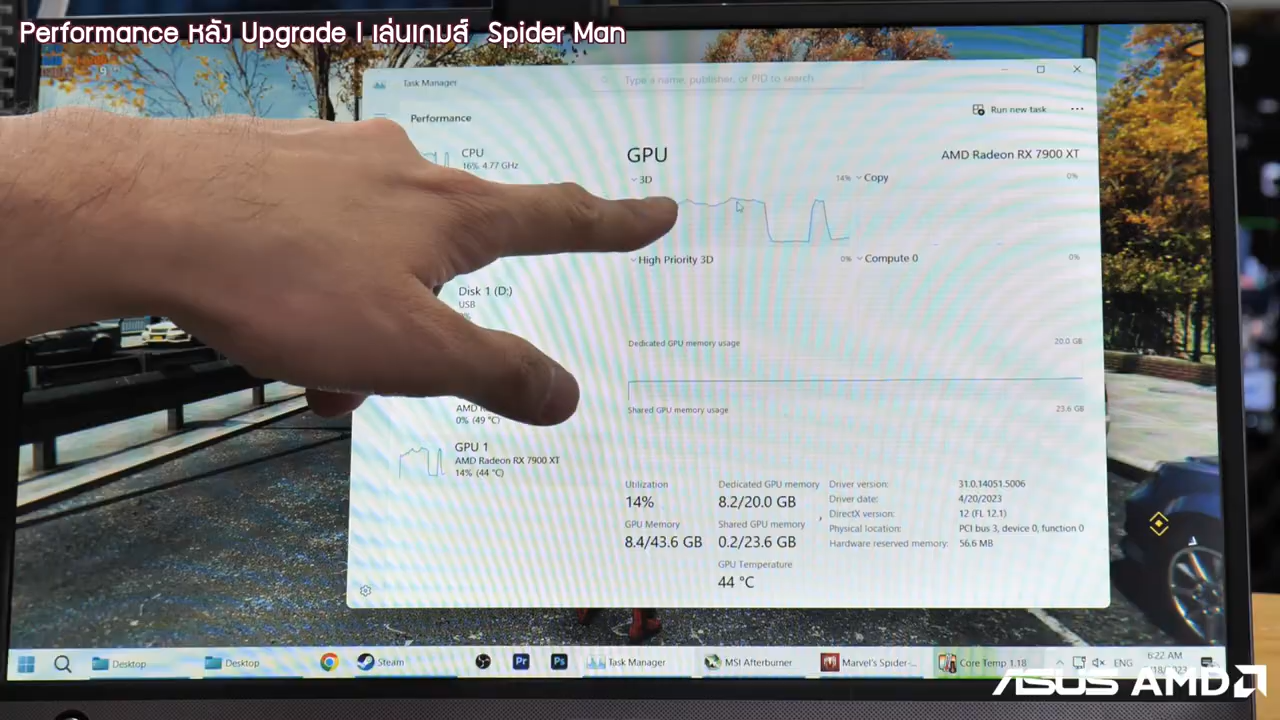 Performance หลัง Upgrade | เล่นเกมส์ Spider Man
Task Manager
Type a name, publisher, or PID to search
Performance
Run new task
CPU
16% 4.77 GHz
GPU
AMD Radeon RX 7900 XT
3D
14%
Copy
0%
High Priority 3D
0%
Compute 0
0%
Disk 1 (D:)
USB
Dedicated GPU memory usage
20.0 GB
Shared GPU memory usage
23.6 GB
AMD
0% (49 °C)
GPU 1
AMD Radeon RX 7900 XT
14% (44 °C)
Utilization
14%
Dedicated GPU memory
8.2/20.0 GB
GPU Memory
8.4/43.6 GB
Shared GPU memory
0.2/23.6 GB
GPU Temperature
44 °C
Driver version: 31.0.14051.5006
Driver date: 4/20/2023
DirectX version: 12 (FL 12.1)
Physical location: PCI bus 3, device 0, function 0
Hardware reserved memory: 56.6 MB
Desktop
Desktop
Steam
Pr
Ps
Task Manager
MSI Afterburner
Marvel's Spider-...
Core Temp 1.18
ENG
ASUS AMD